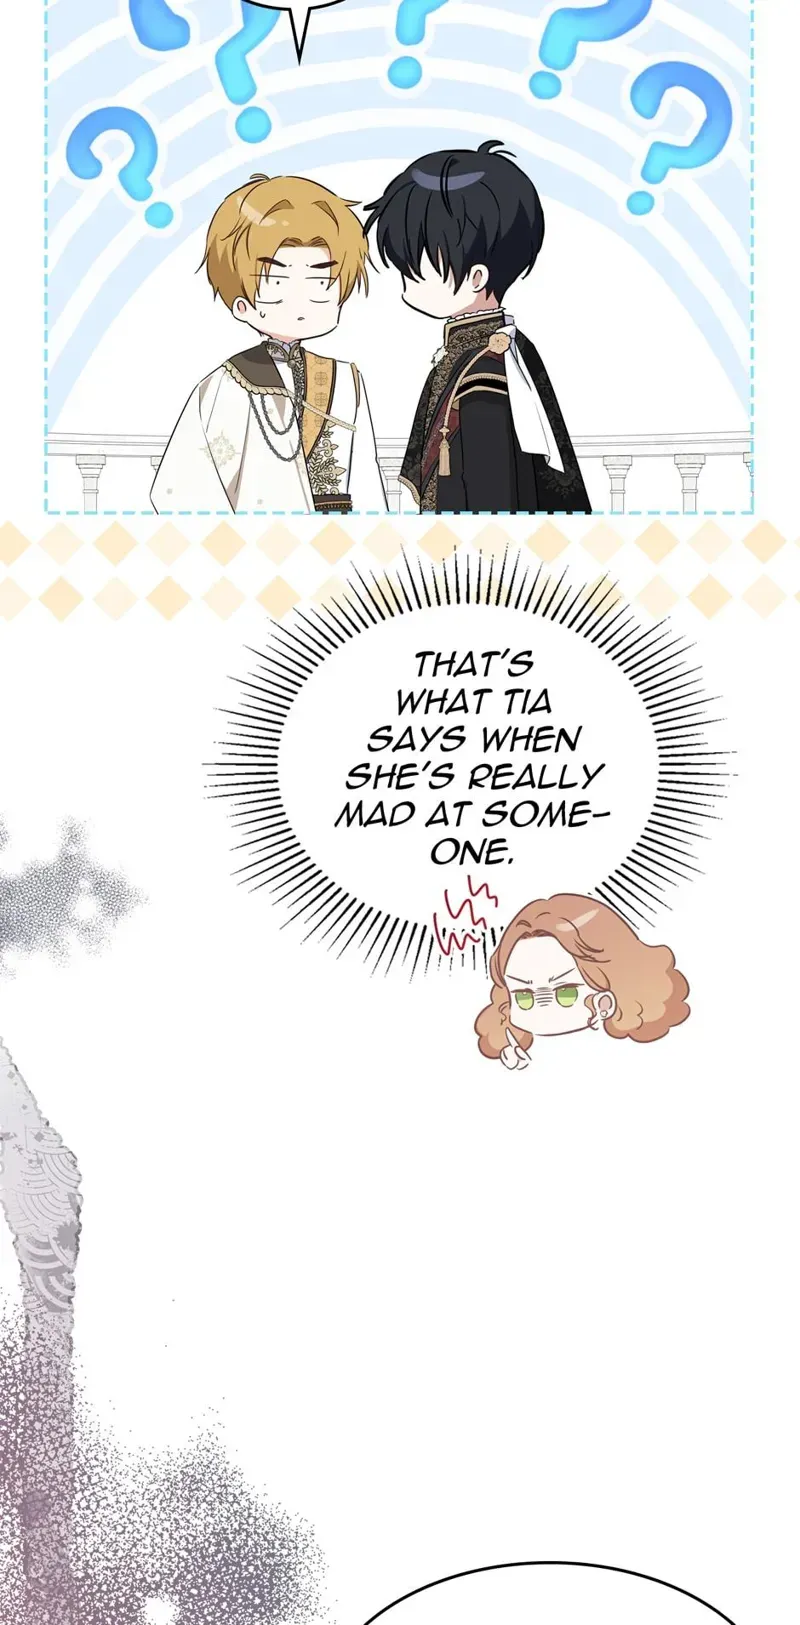 THAT'S
WHAT TIA
SAYS WHEN
SHE'S REALLY
MAD AT SOME-
ONE.